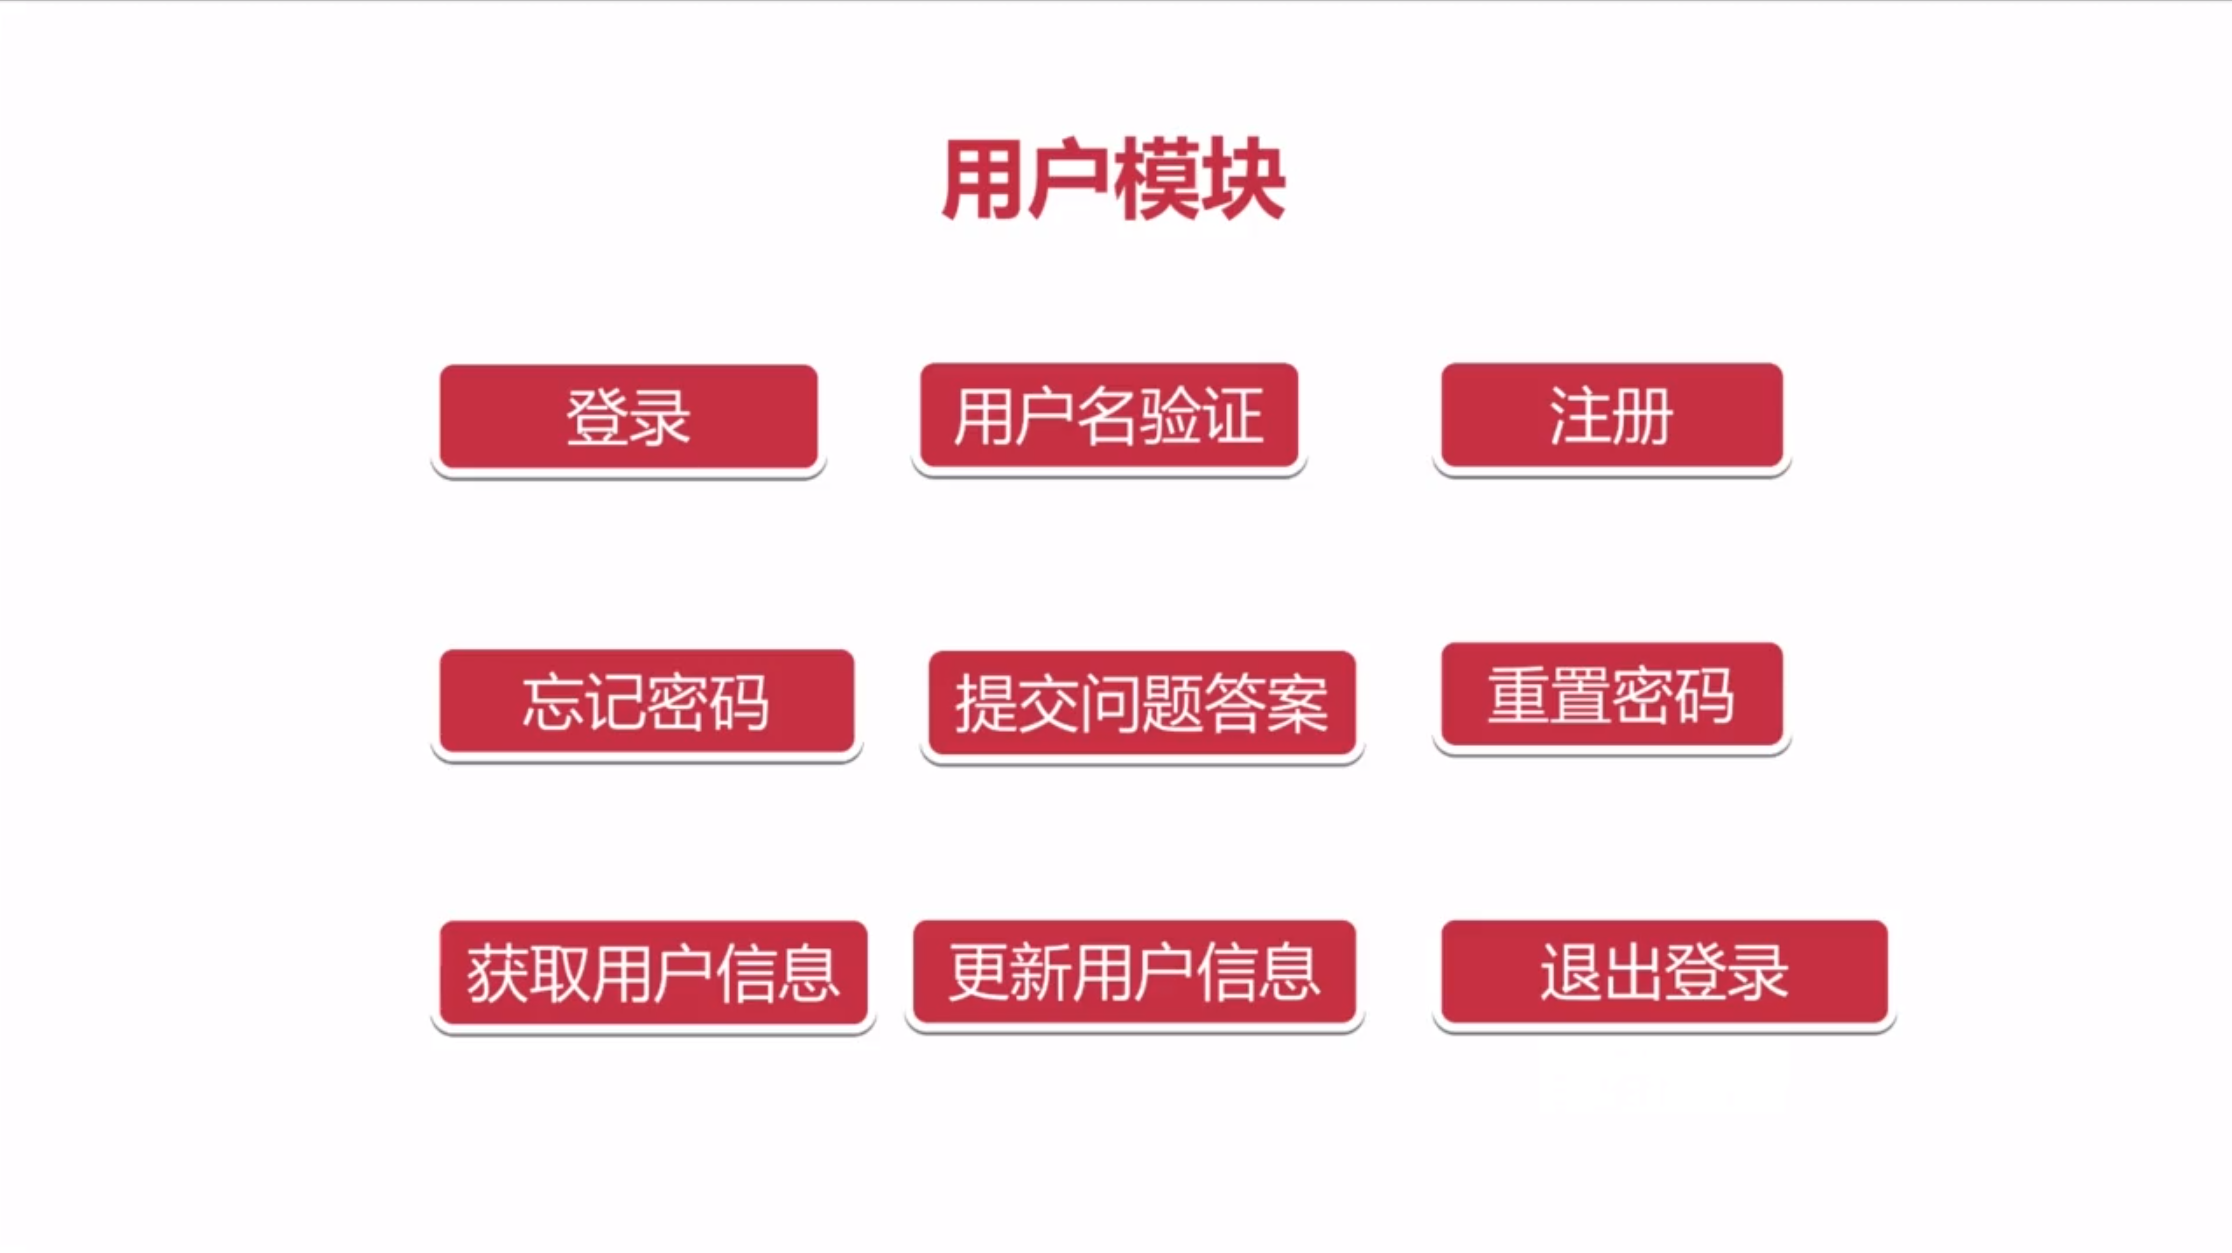 用户模块
登录
用户名验证
注册
忘记密码
提交问题答案
重置密码
获取用户信息
更新用户信息
退出登录